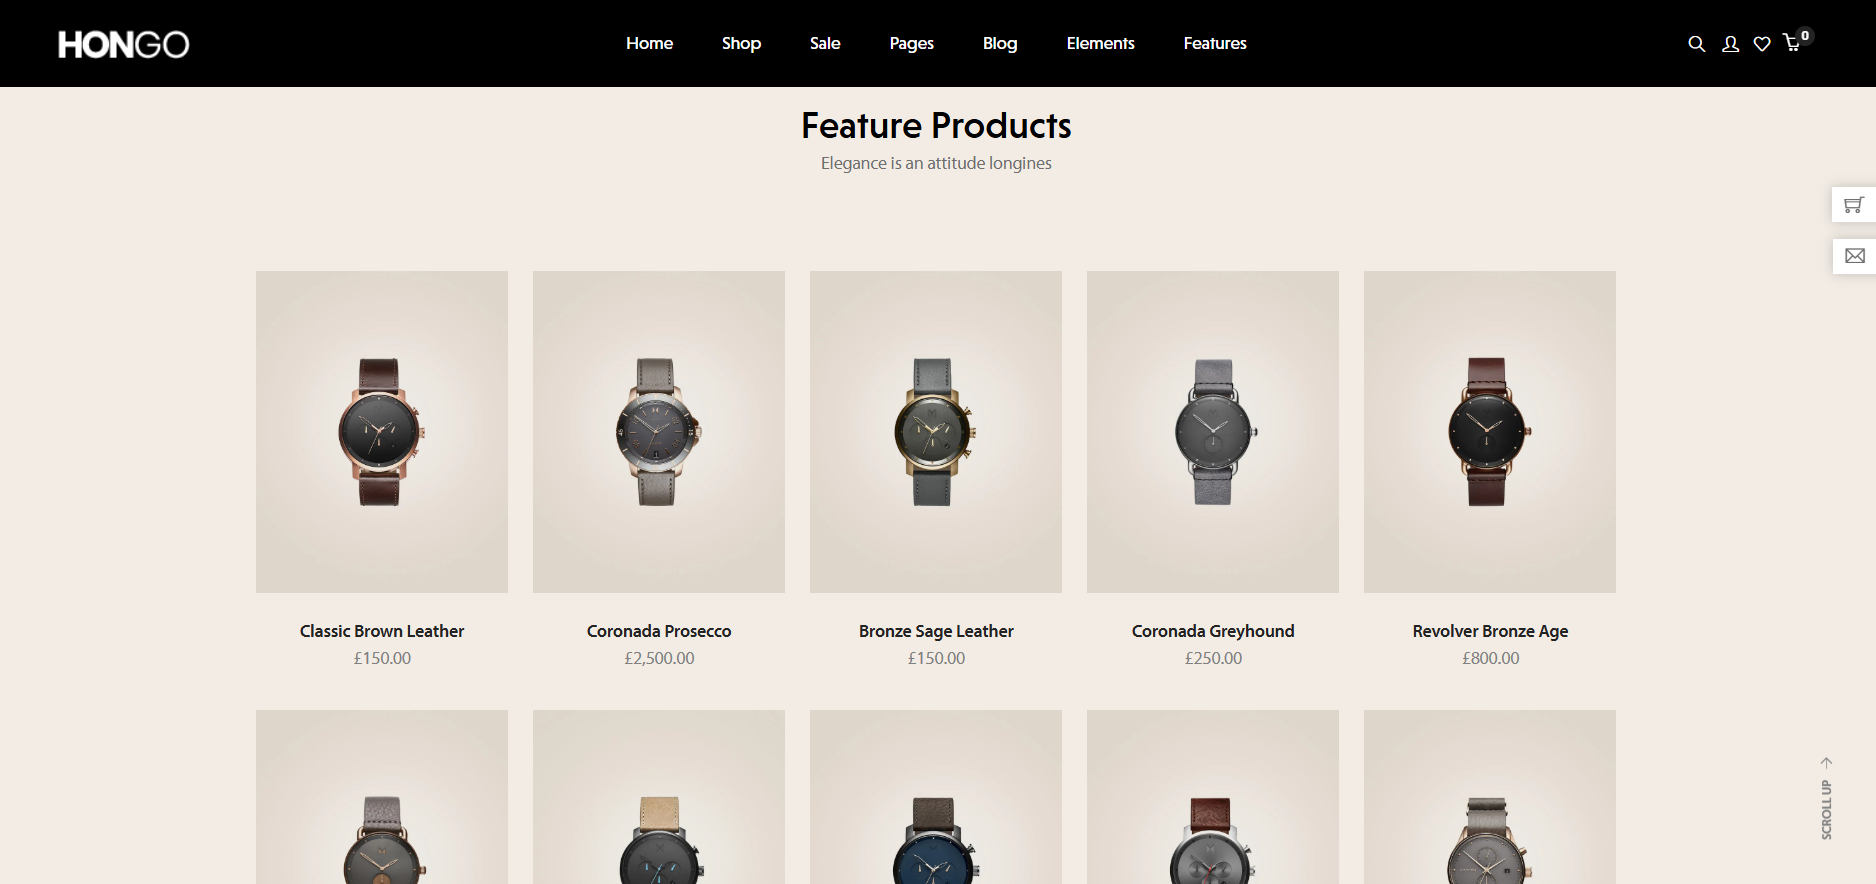 HONGO
Home Shop Sale Pages Blog Elements Features
0
Feature Products
Elegance is an attitude longines
Classic Brown Leather
£150.00
Coronada Prosecco
£2,500.00
Bronze Sage Leather
£150.00
Coronada Greyhound
£250.00
Revolver Bronze Age
£800.00
SCROLL UP